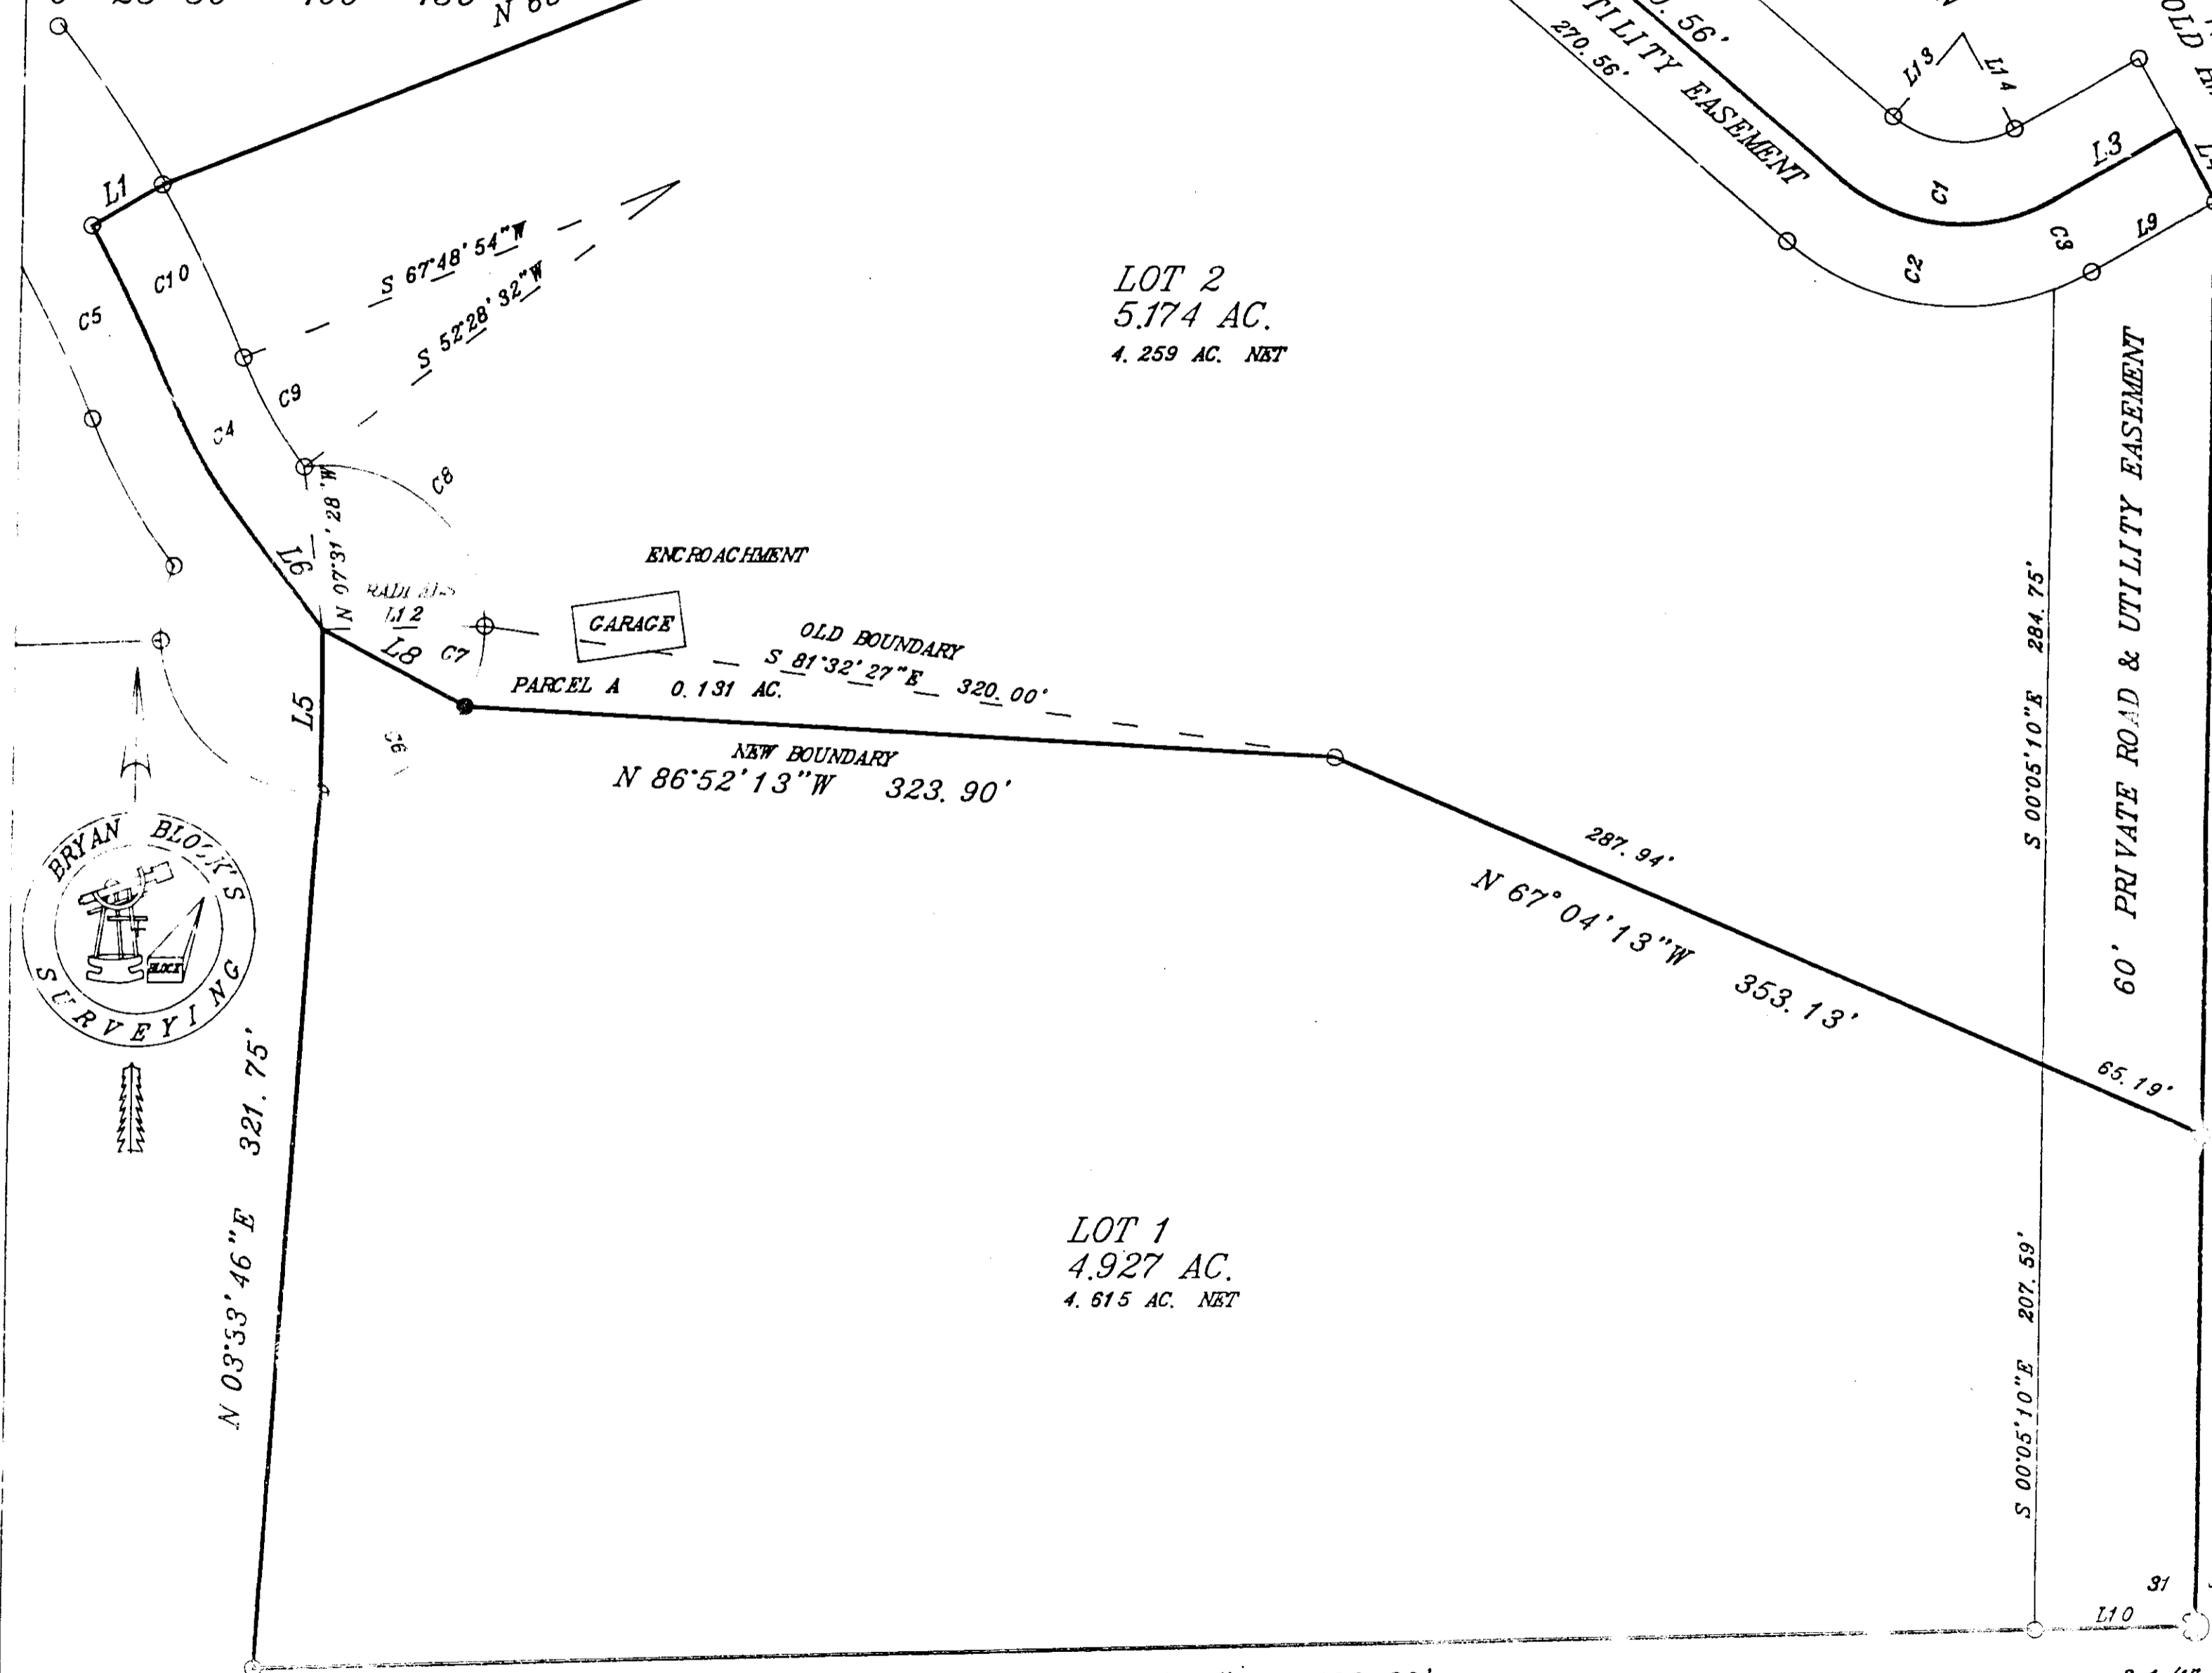 N 60
270.56'
UTILITY EASEMENT
L13
L14
L1
L3
C1
C2
C3
L9
C10
C5
S 67°48'54"W
S 52°28'32"W
C9
C4
C8
LOT 2
5.174 AC.
4.259 AC. NET
N 07°31'28"W
L6
RADIALS
L12
L8
C7
L5
C6
ENCROACHMENT
GARAGE
OLD BOUNDARY
S 81°32'27"E 320.00'
PARCEL A 0.131 AC.
NEW BOUNDARY
N 86°52'13"W 323.90'
287.94'
N 67°04'13"W 353.13'
65.19'
S 00°05'10"E 284.75'
60' PRIVATE ROAD & UTILITY EASEMENT
BRYAN BLOCK'S
SURVEYING
BLOCK
N 03°53'46"E 321.75'
LOT 1
4.927 AC.
4.615 AC. NET
S 00°05'10"E 207.59'
31
L10